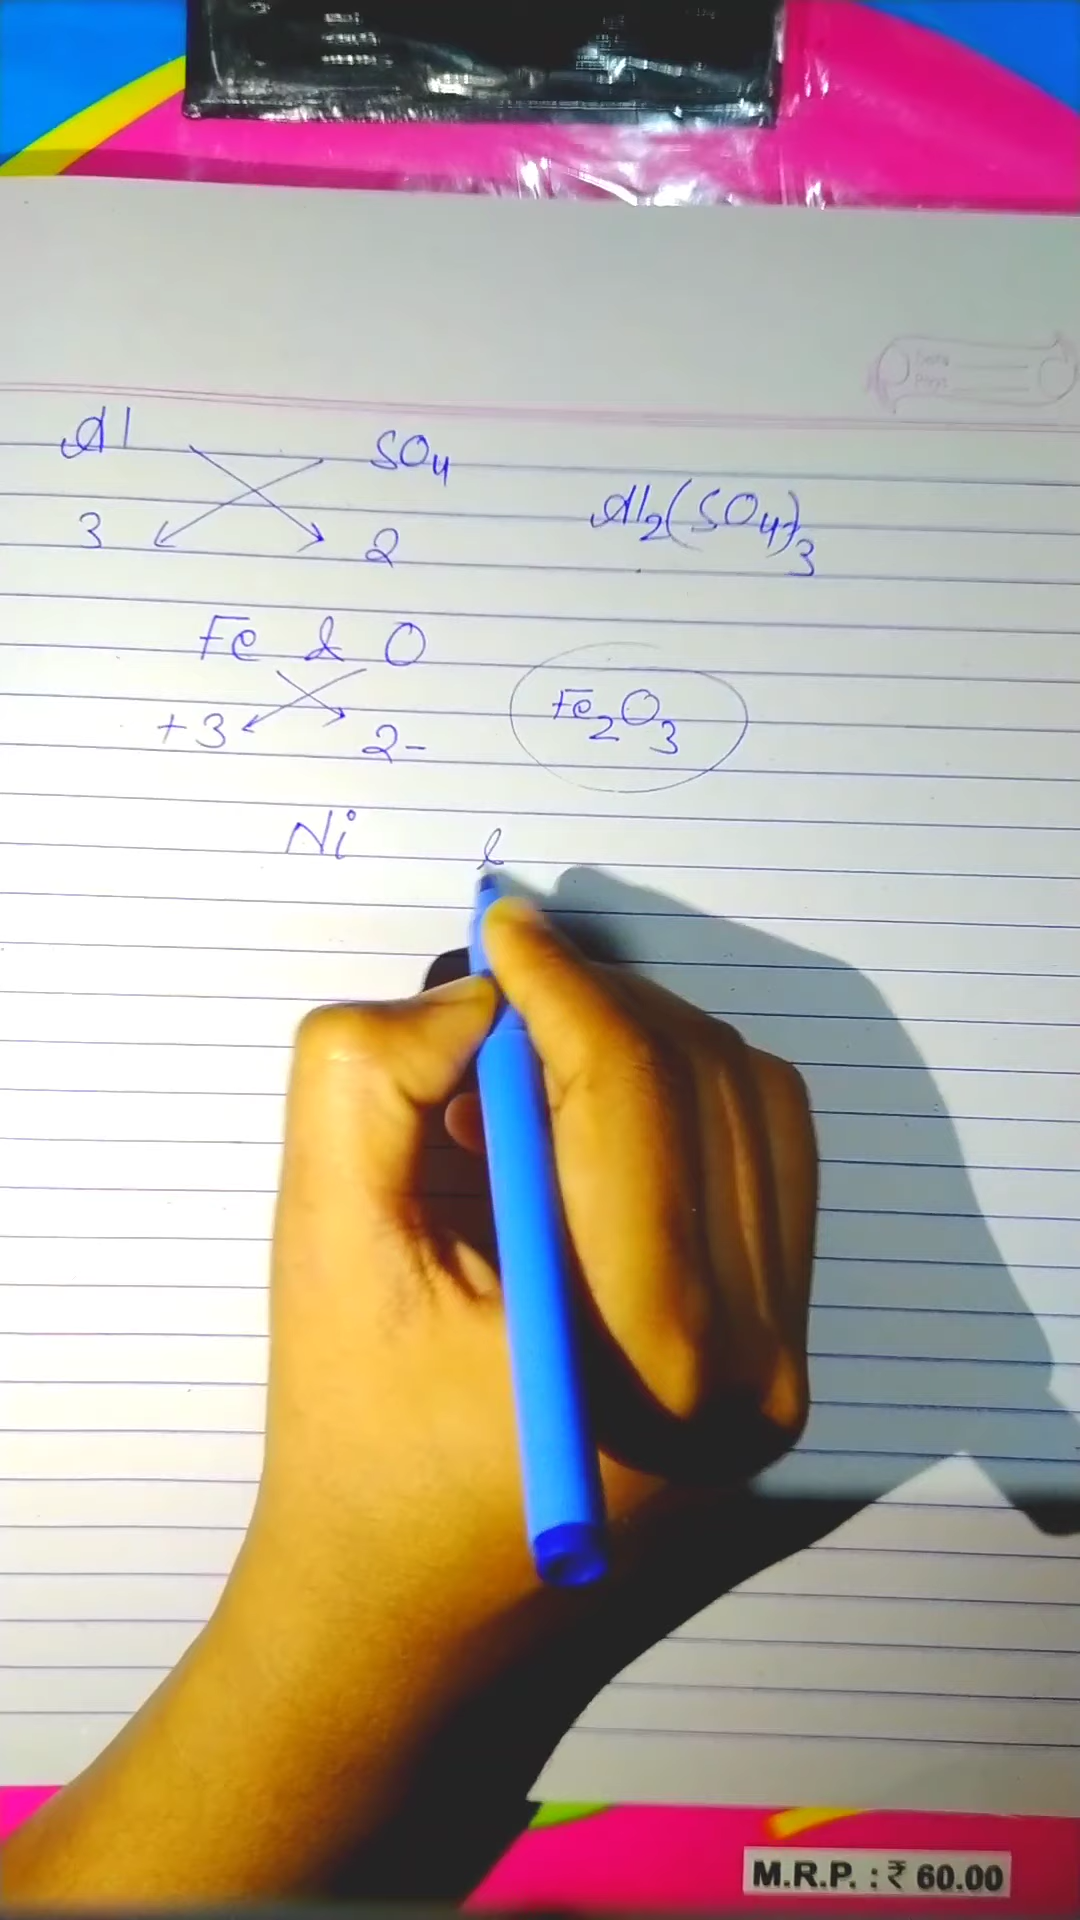 Al SO₄
3 2 Al₂(SO₄)₃
Fe & O
+3 2- Fe₂O₃
Ni
M.R.P. : ₹ 60.00